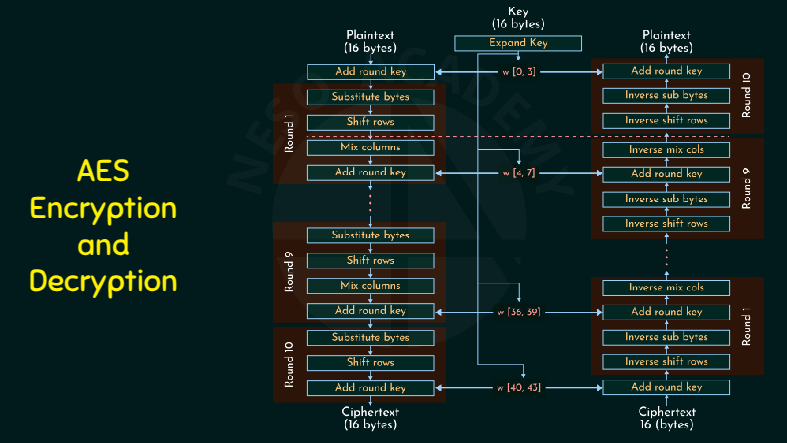 AES
Encryption
and
Decryption
Plaintext
(16 bytes)
Add round key
Substitute bytes
Shift rows
Mix columns
Add round key
Round 1
Substitute bytes
Shift rows
Mix columns
Add round key
Round 9
Substitute bytes
Shift rows
Add round key
Round 10
Ciphertext
(16 bytes)
Key
(16 bytes)
Expand Key
w [0, 3]
w [4, 7]
w [36, 39]
w [40, 43]
Plaintext
(16 bytes)
Add round key
Inverse sub bytes
Inverse shift rows
Round 10
Inverse mix cols
Add round key
Inverse sub bytes
Inverse shift rows
Round 9
Inverse mix cols
Add round key
Inverse sub bytes
Inverse shift rows
Round 1
Add round key
Ciphertext
16 (bytes)
NESO ACADEMY